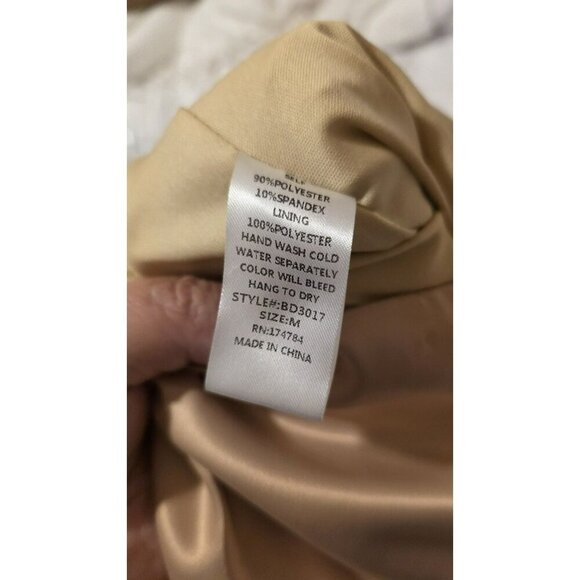 SELF
90%POLYESTER
10%SPANDEX
LINING
100%POLYESTER
HAND WASH COLD
WATER SEPARATELY
COLOR WILL BLEED
HANG TO DRY
STYLE#:BD3017
SIZE:M
RN:174784
MADE IN CHINA